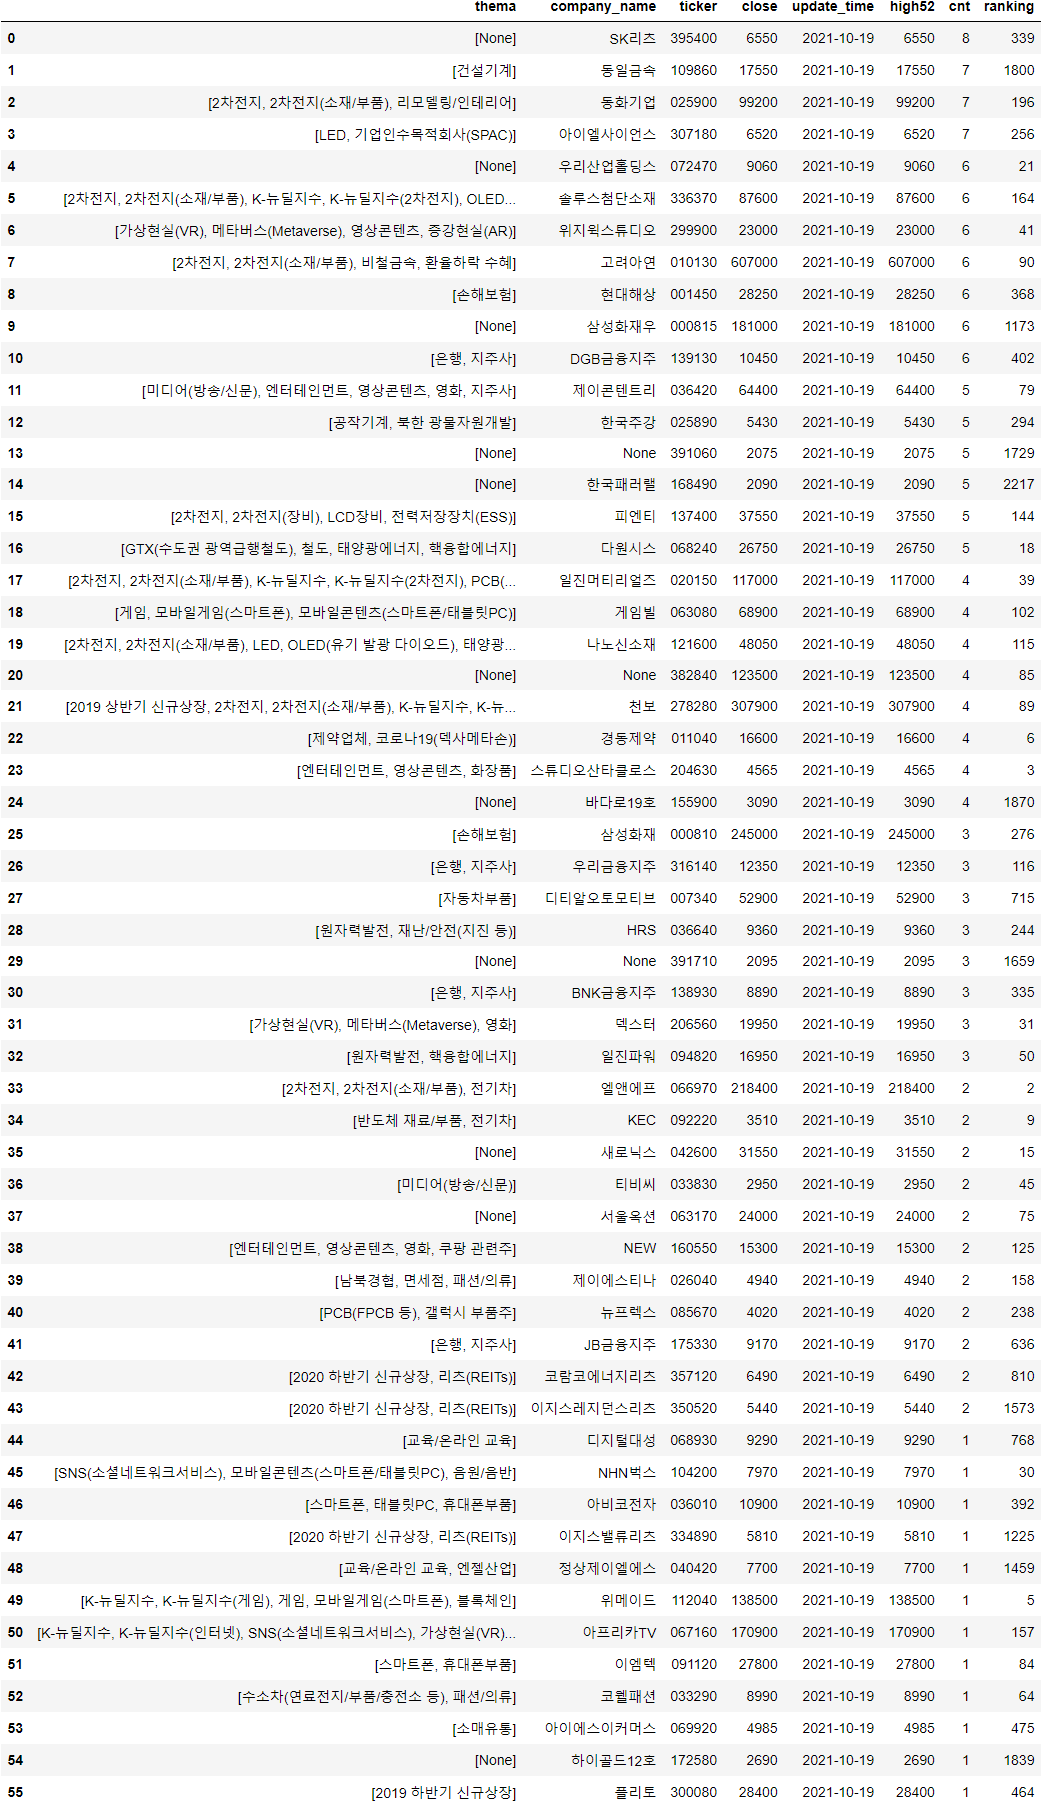 thema company_name ticker close update_time high52 cnt ranking
0 [None] SK리츠 395400 6550 2021-10-19 6550 8 339
1 [건설기계] 동일금속 109860 17550 2021-10-19 17550 7 1800
2 [2차전지, 2차전지(소재/부품), 리모델링/인테리어] 동화기업 025900 99200 2021-10-19 99200 7 196
3 [LED, 기업인수목적회사(SPAC)] 아이엘사이언스 307180 6520 2021-10-19 6520 7 256
4 [None] 우리산업홀딩스 072470 9060 2021-10-19 9060 6 21
5 [2차전지, 2차전지(소재/부품), K-뉴딜지수, K-뉴딜지수(2차전지), OLED... 솔루스첨단소재 336370 87600 2021-10-19 87600 6 164
6 [가상현실(VR), 메타버스(Metaverse), 영상콘텐츠, 증강현실(AR)] 위지윅스튜디오 299900 23000 2021-10-19 23000 6 41
7 [2차전지, 2차전지(소재/부품), 비철금속, 환율하락 수혜] 고려아연 010130 607000 2021-10-19 607000 6 90
8 [손해보험] 현대해상 001450 28250 2021-10-19 28250 6 368
9 [None] 삼성화재우 000815 181000 2021-10-19 181000 6 1173
10 [은행, 지주사] DGB금융지주 139130 10450 2021-10-19 10450 6 402
11 [미디어(방송/신문), 엔터테인먼트, 영상콘텐츠, 영화, 지주사] 제이콘텐트리 036420 64400 2021-10-19 64400 5 79
12 [공작기계, 북한 광물자원개발] 한국주강 025890 5430 2021-10-19 5430 5 294
13 [None] None 391060 2075 2021-10-19 2075 5 1729
14 [None] 한국패러랠 168490 2090 2021-10-19 2090 5 2217
15 [2차전지, 2차전지(장비), LCD장비, 전력저장장치(ESS)] 피엔티 137400 37550 2021-10-19 37550 5 144
16 [GTX(수도권 광역급행철도), 철도, 태양광에너지, 핵융합에너지] 다원시스 068240 26750 2021-10-19 26750 5 18
17 [2차전지, 2차전지(소재/부품), K-뉴딜지수, K-뉴딜지수(2차전지), PCB(... 일진머티리얼즈 020150 117000 2021-10-19 117000 4 39
18 [게임, 모바일게임(스마트폰), 모바일콘텐츠(스마트폰/태블릿PC)] 게임빌 063080 68900 2021-10-19 68900 4 102
19 [2차전지, 2차전지(소재/부품), LED, OLED(유기 발광 다이오드), 태양광... 나노신소재 121600 48050 2021-10-19 48050 4 115
20 [None] None 382840 123500 2021-10-19 123500 4 85
21 [2019 상반기 신규상장, 2차전지, 2차전지(소재/부품), K-뉴딜지수, K-뉴... 천보 278280 307900 2021-10-19 307900 4 89
22 [제약업체, 코로나19(덱사메타손)] 경동제약 011040 16600 2021-10-19 16600 4 6
23 [엔터테인먼트, 영상콘텐츠, 화장품] 스튜디오산타클로스 204630 4565 2021-10-19 4565 4 3
24 [None] 바다로19호 155900 3090 2021-10-19 3090 4 1870
25 [손해보험] 삼성화재 000810 245000 2021-10-19 245000 3 276
26 [은행, 지주사] 우리금융지주 316140 12350 2021-10-19 12350 3 116
27 [자동차부품] 디티알오토모티브 007340 52900 2021-10-19 52900 3 715
28 [원자력발전, 재난/안전(지진 등)] HRS 036640 9360 2021-10-19 9360 3 244
29 [None] None 391710 2095 2021-10-19 2095 3 1659
30 [은행, 지주사] BNK금융지주 138930 8890 2021-10-19 8890 3 335
31 [가상현실(VR), 메타버스(Metaverse), 영화] 덱스터 206560 19950 2021-10-19 19950 3 31
32 [원자력발전, 핵융합에너지] 일진파워 094820 16950 2021-10-19 16950 3 50
33 [2차전지, 2차전지(소재/부품), 전기차] 엘앤에프 066970 218400 2021-10-19 218400 2 2
34 [반도체 재료/부품, 전기차] KEC 092220 3510 2021-10-19 3510 2 9
35 [None] 새로닉스 042600 31550 2021-10-19 31550 2 15
36 [미디어(방송/신문)] 티비씨 033830 2950 2021-10-19 2950 2 45
37 [None] 서울옥션 063170 24000 2021-10-19 24000 2 75
38 [엔터테인먼트, 영상콘텐츠, 영화, 쿠팡 관련주] NEW 160550 15300 2021-10-19 15300 2 125
39 [남북경협, 면세점, 패션/의류] 제이에스티나 026040 4940 2021-10-19 4940 2 158
40 [PCB(FPCB 등), 갤럭시 부품주] 뉴프렉스 085670 4020 2021-10-19 4020 2 238
41 [은행, 지주사] JB금융지주 175330 9170 2021-10-19 9170 2 636
42 [2020 하반기 신규상장, 리츠(REITs)] 코람코에너지리츠 357120 6490 2021-10-19 6490 2 810
43 [2020 하반기 신규상장, 리츠(REITs)] 이지스레지던스리츠 350520 5440 2021-10-19 5440 2 1573
44 [교육/온라인 교육] 디지털대성 068930 9290 2021-10-19 9290 1 768
45 [SNS(소셜네트워크서비스), 모바일콘텐츠(스마트폰/태블릿PC), 음원/음반] NHN벅스 104200 7970 2021-10-19 7970 1 30
46 [스마트폰, 태블릿PC, 휴대폰부품] 아비코전자 036010 10900 2021-10-19 10900 1 392
47 [2020 하반기 신규상장, 리츠(REITs)] 이지스밸류리츠 334890 5810 2021-10-19 5810 1 1225
48 [교육/온라인 교육, 엔젤산업] 정상제이엘에스 040420 7700 2021-10-19 7700 1 1459
49 [K-뉴딜지수, K-뉴딜지수(게임), 게임, 모바일게임(스마트폰), 블록체인] 위메이드 112040 138500 2021-10-19 138500 1 5
50 [K-뉴딜지수, K-뉴딜지수(인터넷), SNS(소셜네트워크서비스), 가상현실(VR)... 아프리카TV 067160 170900 2021-10-19 170900 1 157
51 [스마트폰, 휴대폰부품] 이엠텍 091120 27800 2021-10-19 27800 1 84
52 [수소차(연료전지/부품/충전소 등), 패션/의류] 코웰패션 033290 8990 2021-10-19 8990 1 64
53 [소매유통] 아이에스이커머스 069920 4985 2021-10-19 4985 1 475
54 [None] 하이골드12호 172580 2690 2021-10-19 2690 1 1839
55 [2019 하반기 신규상장] 플리토 300080 28400 2021-10-19 28400 1 464